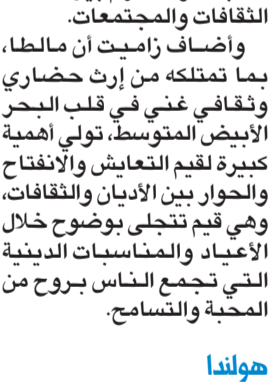 الثقافات والمجتمعات.
وأضاف زاميت أن مالطا،
بما تمتلكه من إرث حضاري
وثقافي غني في قلب البحر
الأبيض المتوسط، تولي أهمية
كبيرة لقيم التعايش والانفتاح
والحوار بين الأديان والثقافات،
وهي قيم تتجلى بوضوح خلال
الأعياد والمناسبات الدينية
التي تجمع الناس بروح من
المحبة والتسامح.
هولندا